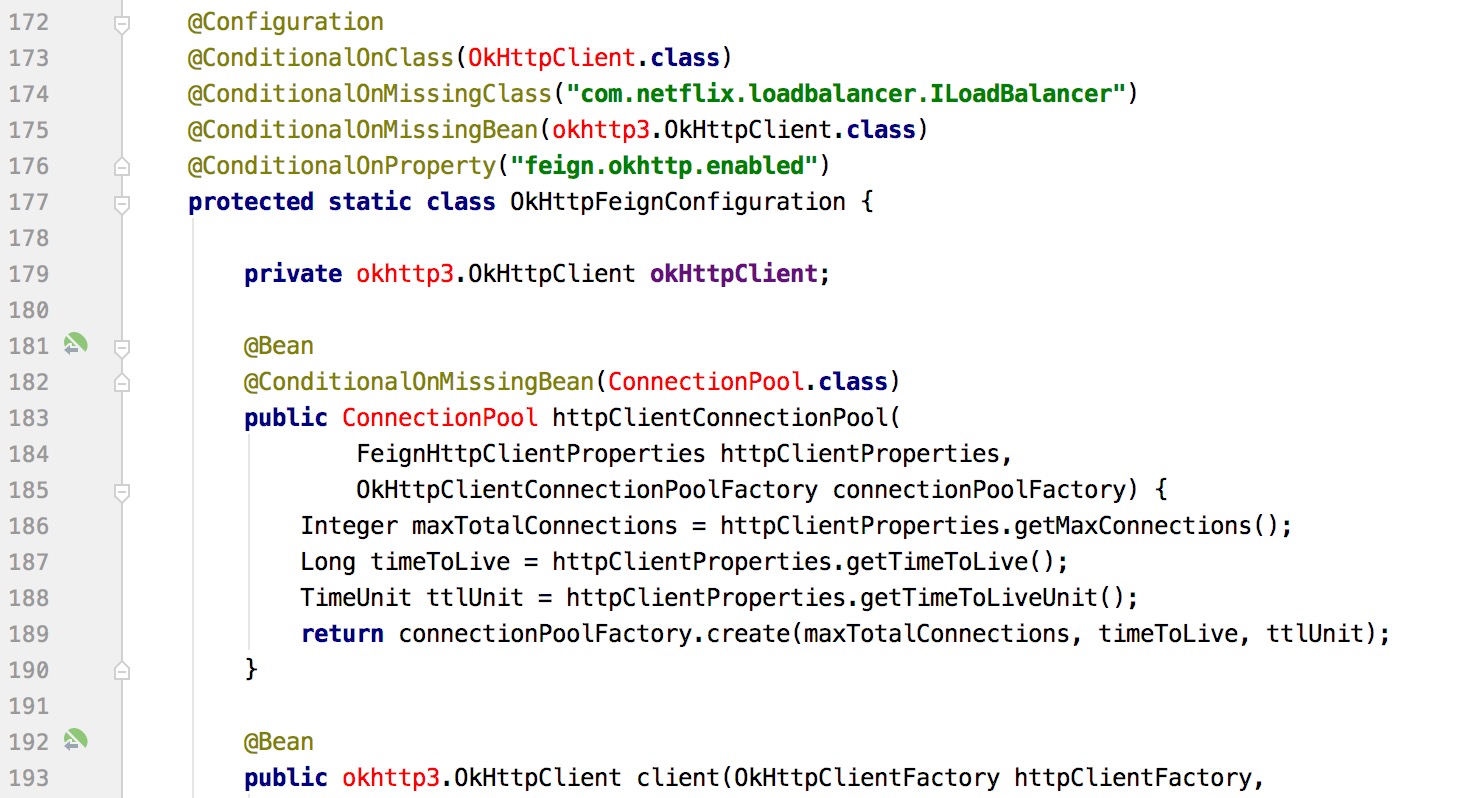 172 @Configuration
173 @ConditionalOnClass(OkHttpClient.class)
174 @ConditionalOnMissingClass("com.netflix.loadbalancer.ILoadBalancer")
175 @ConditionalOnMissingBean(okhttp3.OkHttpClient.class)
176 @ConditionalOnProperty("feign.okhttp.enabled")
177 protected static class OkHttpFeignConfiguration {
178
179 private okhttp3.OkHttpClient okHttpClient;
180
181 @Bean
182 @ConditionalOnMissingBean(ConnectionPool.class)
183 public ConnectionPool httpClientConnectionPool(
184 FeignHttpClientProperties httpClientProperties,
185 OkHttpClientConnectionPoolFactory connectionPoolFactory) {
186 Integer maxTotalConnections = httpClientProperties.getMaxConnections();
187 Long timeToLive = httpClientProperties.getTimeToLive();
188 TimeUnit ttlUnit = httpClientProperties.getTimeToLiveUnit();
189 return connectionPoolFactory.create(maxTotalConnections, timeToLive, ttlUnit);
190 }
191
192 @Bean
193 public okhttp3.OkHttpClient client(OkHttpClientFactory httpClientFactory,